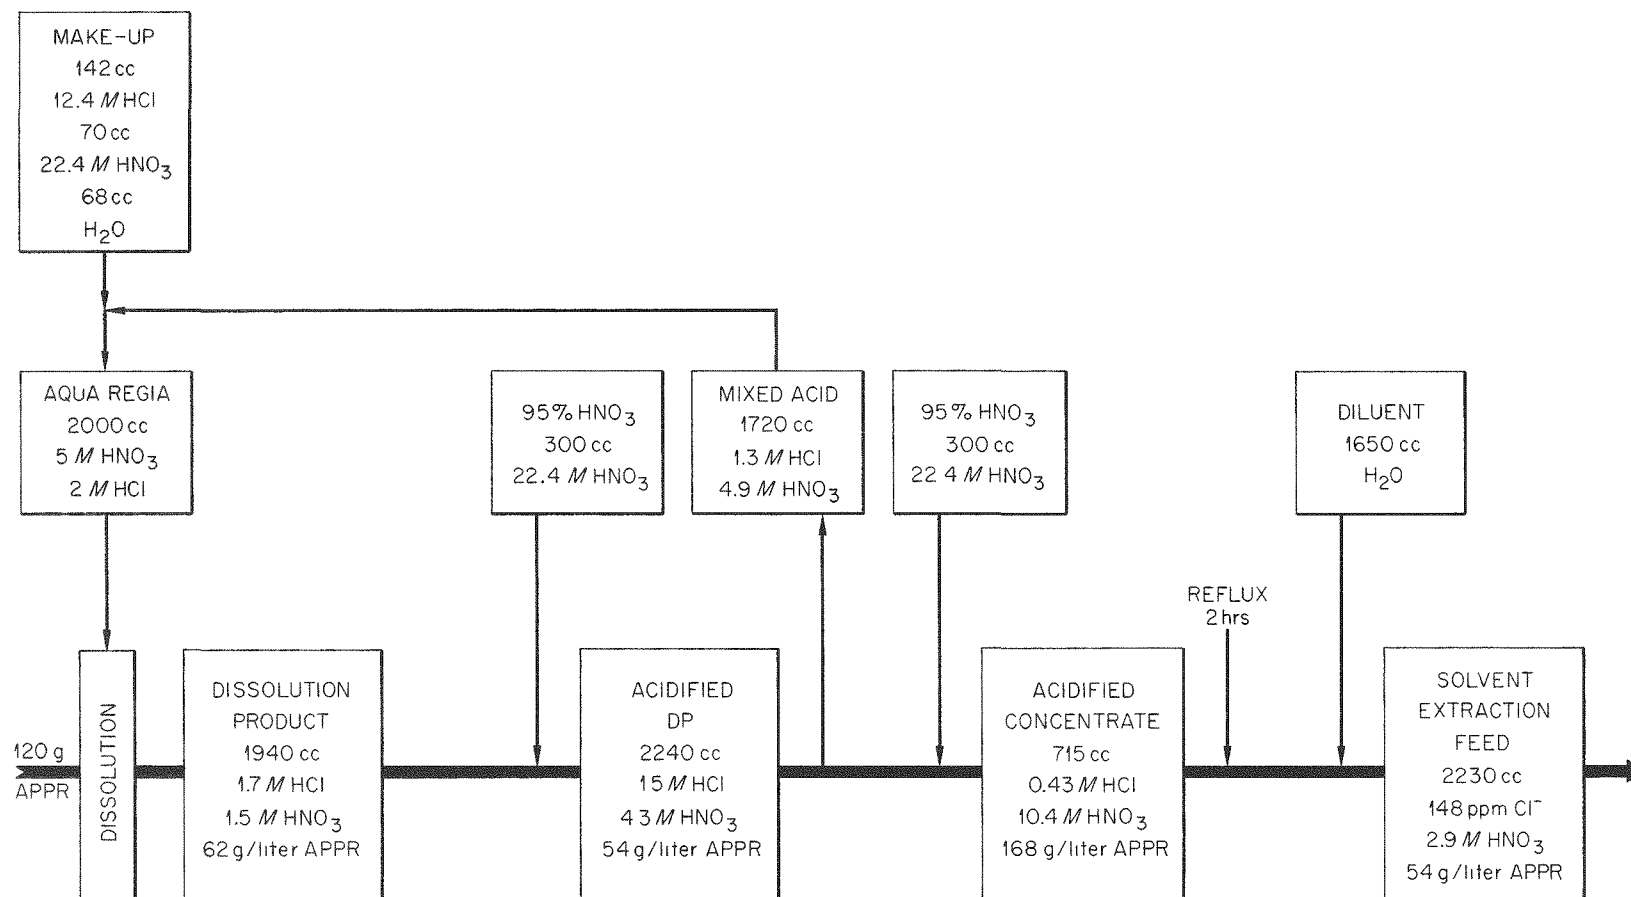 MAKE-UP
142 cc
12.4 M HCl
70 cc
22.4 M HNO3
68 cc
H2O
AQUA REGIA
2000 cc
5 M HNO3
2 M HCl
95% HNO3
300 cc
22.4 M HNO3
MIXED ACID
1720 cc
1.3 M HCl
4.9 M HNO3
95% HNO3
300 cc
22 4 M HNO3
DILUENT
1650 cc
H2O
REFLUX
2 hrs
120 g
APPR
DISSOLUTION
DISSOLUTION
PRODUCT
1940 cc
1.7 M HCl
1.5 M HNO3
62 g/liter APPR
ACIDIFIED
DP
2240 cc
1 5 M HCl
4 3 M HNO3
54 g/liter APPR
ACIDIFIED
CONCENTRATE
715 cc
0.43 M HCl
10.4 M HNO3
168 g/liter APPR
SOLVENT
EXTRACTION
FEED
2230 cc
148 ppm Cl-
2.9 M HNO3
54 g/liter APPR